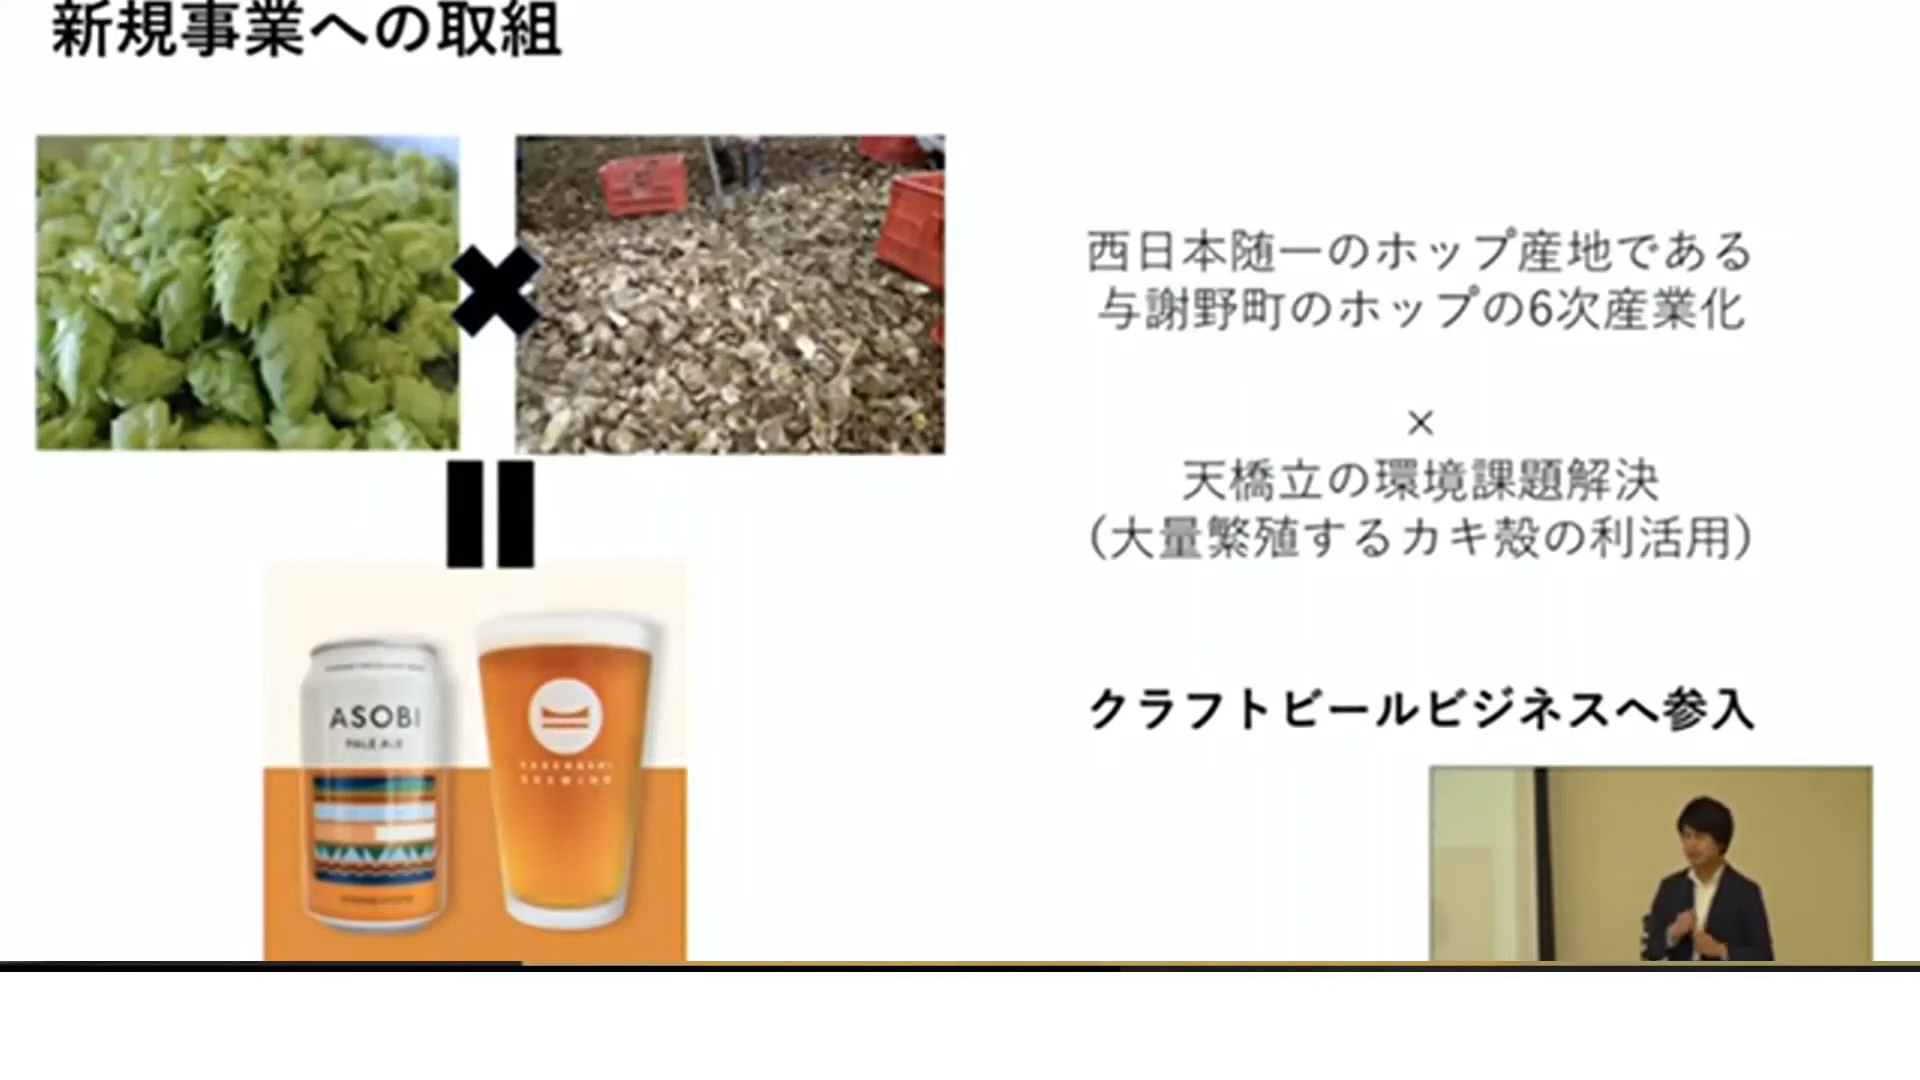 新規事業への取組
西日本随一のホップ産地である
与謝野町のホップの6次産業化
×
天橋立の環境課題解決
（大量繁殖するカキ殻の利活用）
クラフトビールビジネスへ参入
ASOBI
PALE ALE